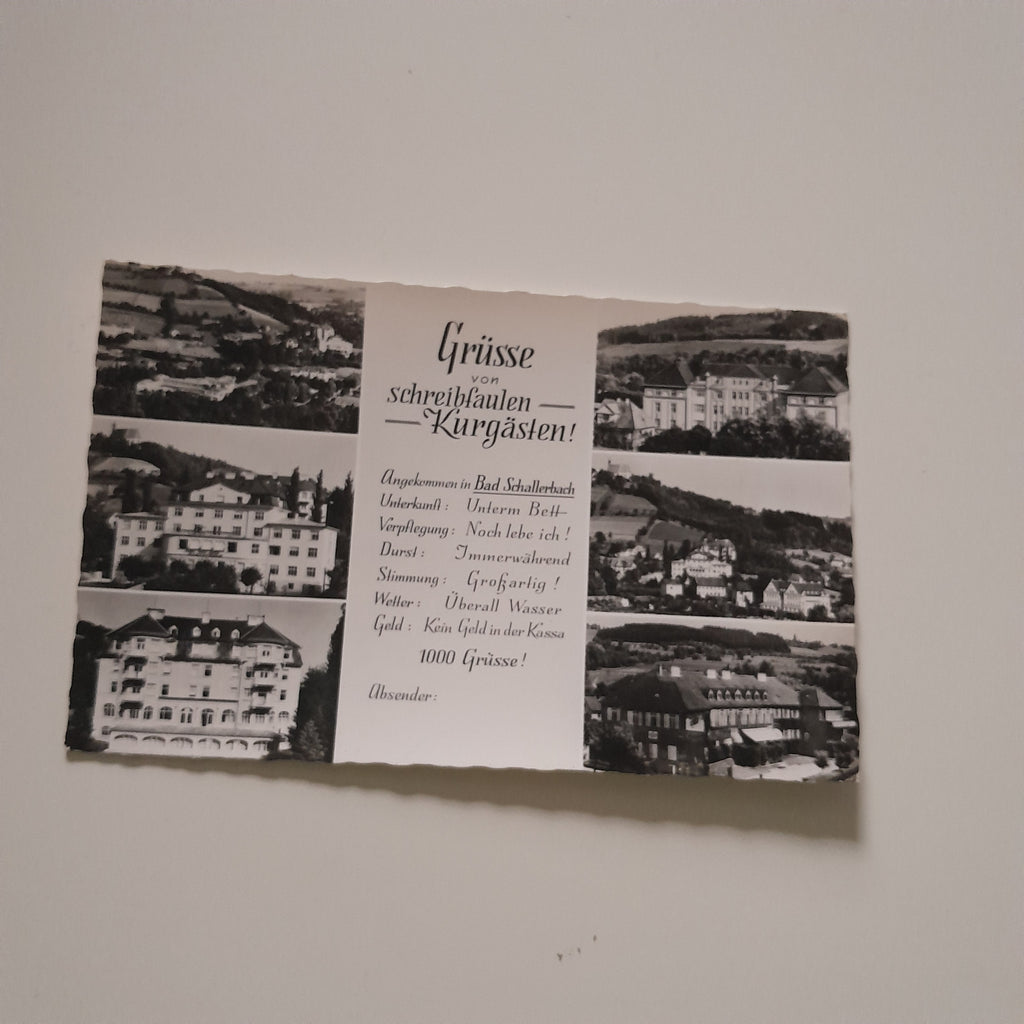 Grüsse
von
schreibfaulen —
— Kurgästen!
Angekommen in Bad Schallerbach
Unterkunft: Unterm Bett
Verpflegung: Noch lebe ich!
Durst: Immerwährend
Stimmung: Großartig!
Wetter: Überall Wasser
Geld: Kein Geld in der Kassa
1000 Grüsse!
Absender: